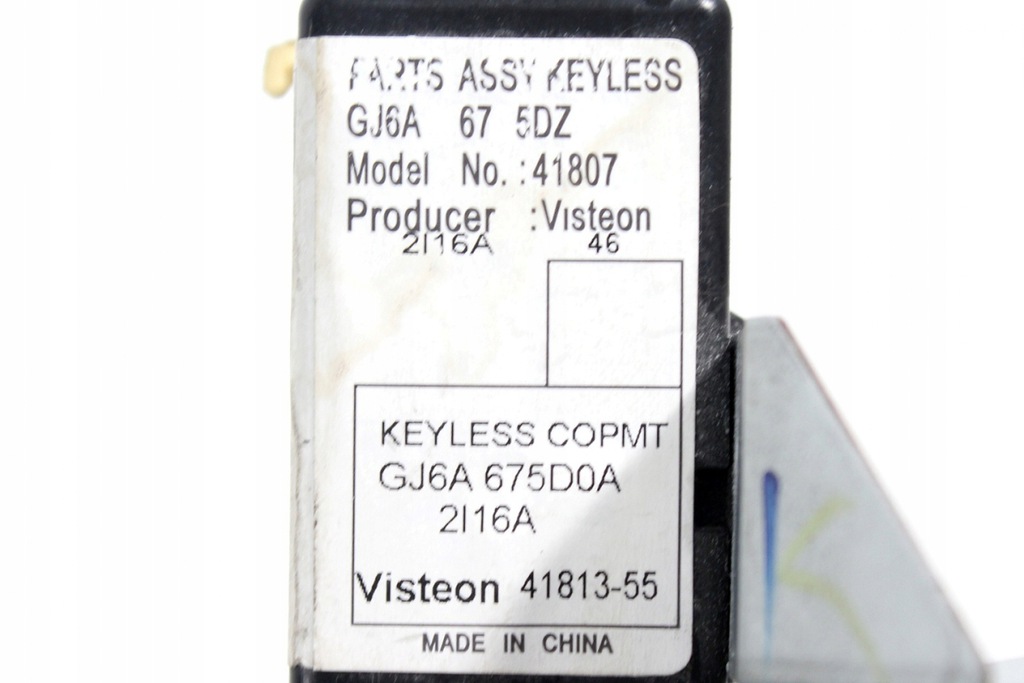 PARTS ASSY KEYLESS
GJ6A 67 5DZ
Model No. :41807
Producer :Visteon
2I16A 46
KEYLESS COPMT
GJ6A 675D0A
2I16A
Visteon 41813-55
MADE IN CHINA